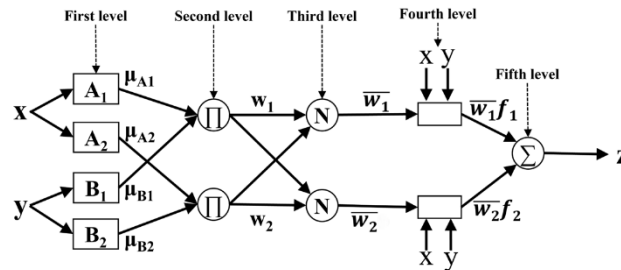 First level
Second level
Third level
Fourth level
Fifth level
x y
A₁ μA1
A₂ μA2
B₁ μB1
B₂ μB2
x
y
∏
∏
w₁
w₂
N
N
w̅₁
w̅₂
w̅₁f₁
w̅₂f₂
∑
z
x y